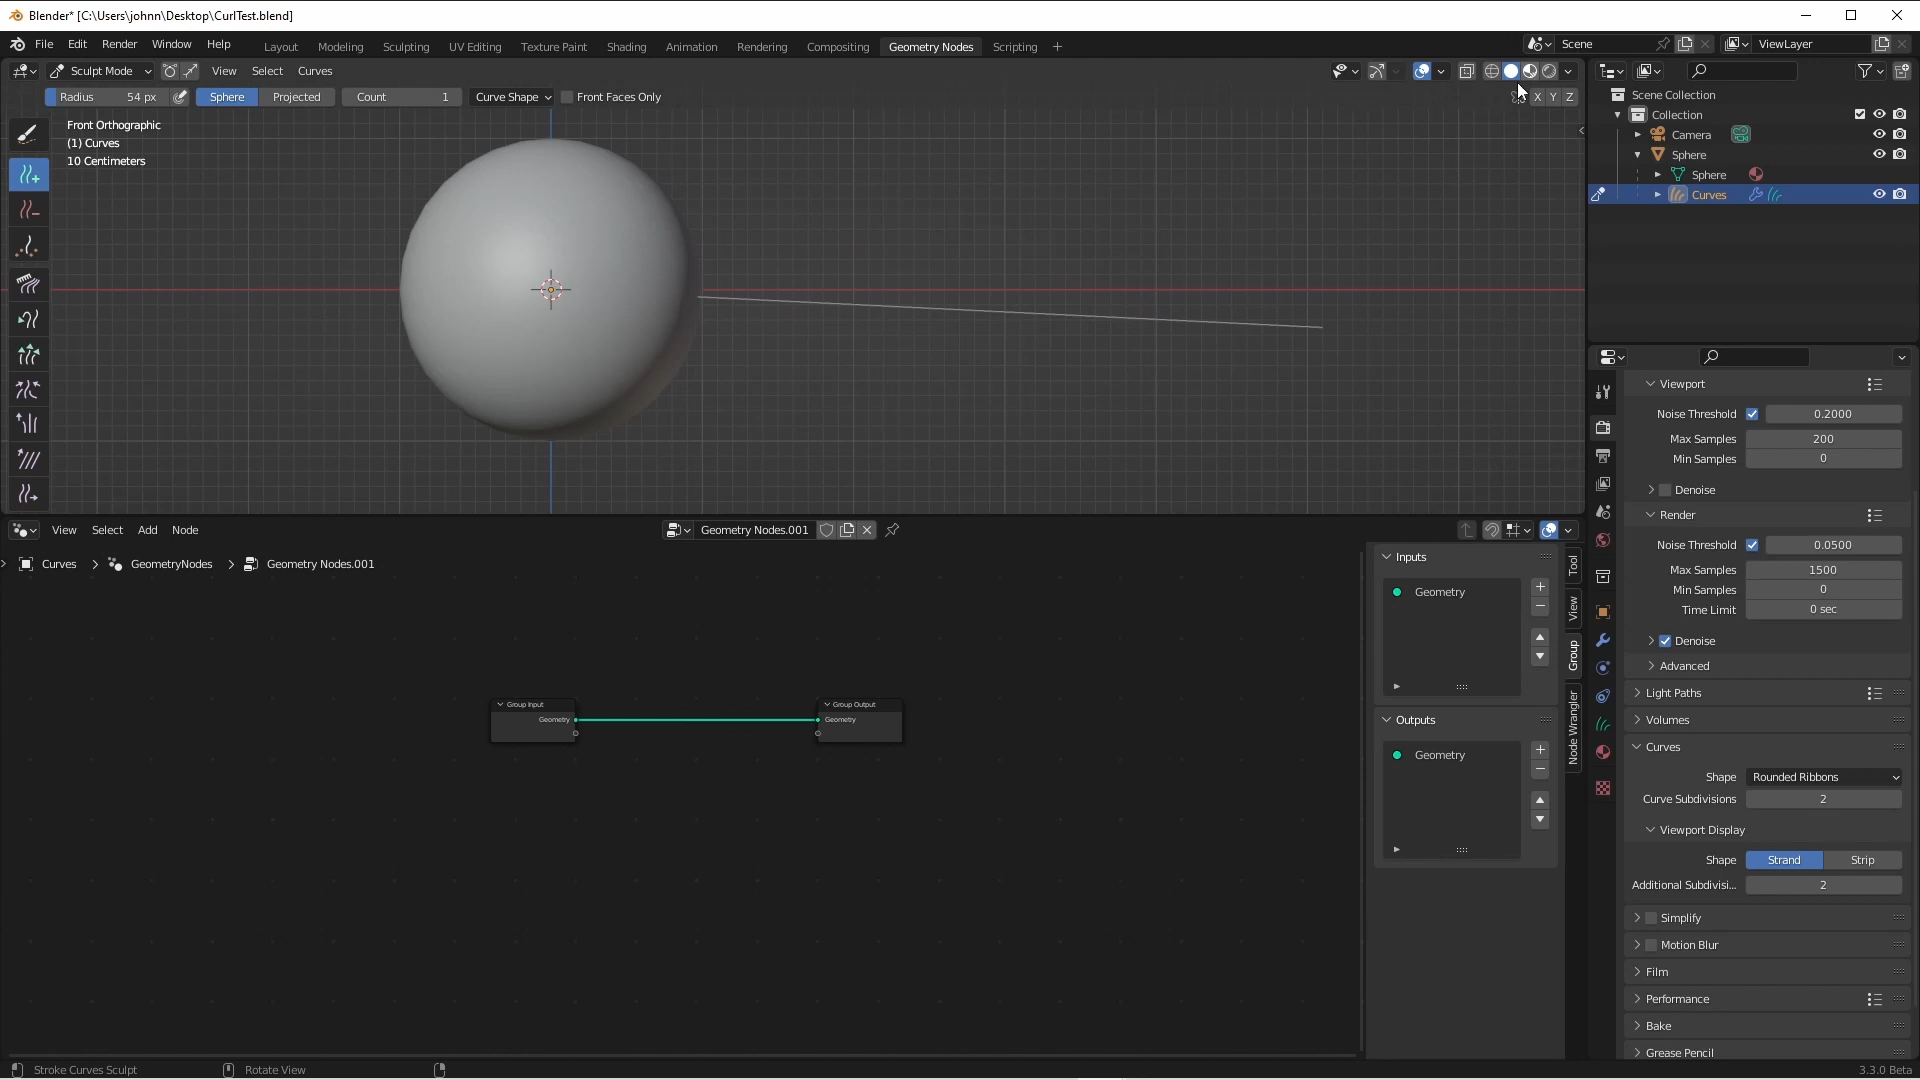 Blender* [C:\Users\johnn\Desktop\CurlTest.blend]
File Edit Render Window Help Layout Modeling Sculpting UV Editing Texture Paint Shading Animation Rendering Compositing Geometry Nodes Scripting + Scene ViewLayer
Sculpt Mode View Select Curves
Radius 54 px Sphere Projected Count 1 Curve Shape Front Faces Only X Y Z
Front Orthographic
(1) Curves
10 Centimeters
Scene Collection
Collection
Camera
Sphere
Sphere
Curves
View Select Add Node Geometry Nodes.001
Curves > GeometryNodes > Geometry Nodes.001
Group Input
Geometry
Group Output
Geometry
Inputs
Geometry
Outputs
Geometry
Tool
View
Group
Node Wrangler
Viewport
Noise Threshold 0.2000
Max Samples 200
Min Samples 0
Denoise
Render
Noise Threshold 0.0500
Max Samples 1500
Min Samples 0
Time Limit 0 sec
Denoise
Advanced
Light Paths
Volumes
Curves
Shape Rounded Ribbons
Curve Subdivisions 2
Viewport Display
Shape Strand Strip
Additional Subdivisi... 2
Simplify
Motion Blur
Film
Performance
Bake
Grease Pencil
Stroke Curves Sculpt Rotate View 3.3.0 Beta